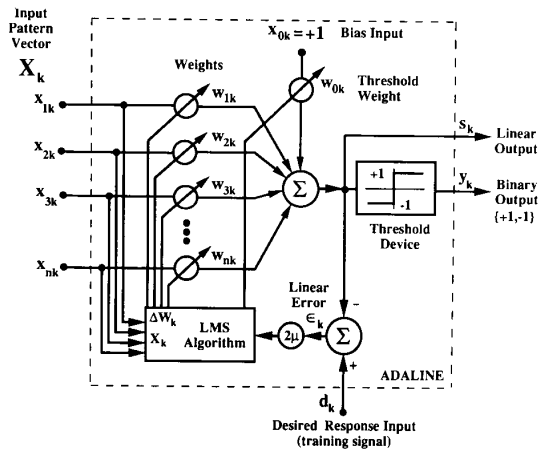 Input
Pattern
Vector
X_k
x_0k = +1 Bias Input
Weights
x_1k
w_1k
w_0k
Threshold
Weight
x_2k
w_2k
s_k
Linear
Output
x_3k
w_3k
Σ
+1
-1
y_k
Binary
Output
{+1,-1}
Threshold
Device
x_nk
w_nk
Linear
Error
∈_k
−
ΔW_k
X_k
LMS
Algorithm
2μ
Σ
+
ADALINE
d_k
Desired Response Input
(training signal)